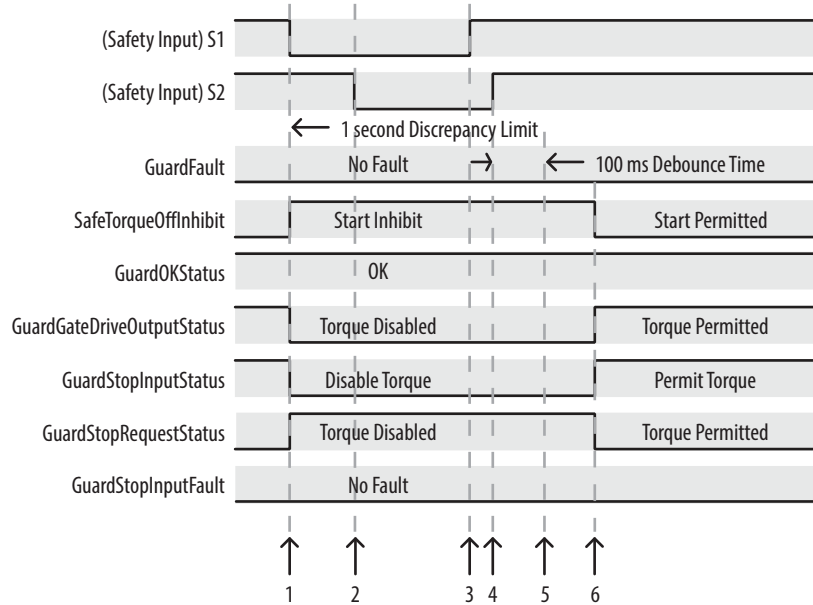 (Safety Input) S1
(Safety Input) S2
1 second Discrepancy Limit
GuardFault No Fault 100 ms Debounce Time
SafeTorqueOffInhibit Start Inhibit Start Permitted
GuardOKStatus OK
GuardGateDriveOutputStatus Torque Disabled Torque Permitted
GuardStopInputStatus Disable Torque Permit Torque
GuardStopRequestStatus Torque Disabled Torque Permitted
GuardStopInputFault No Fault
1 2 3 4 5 6